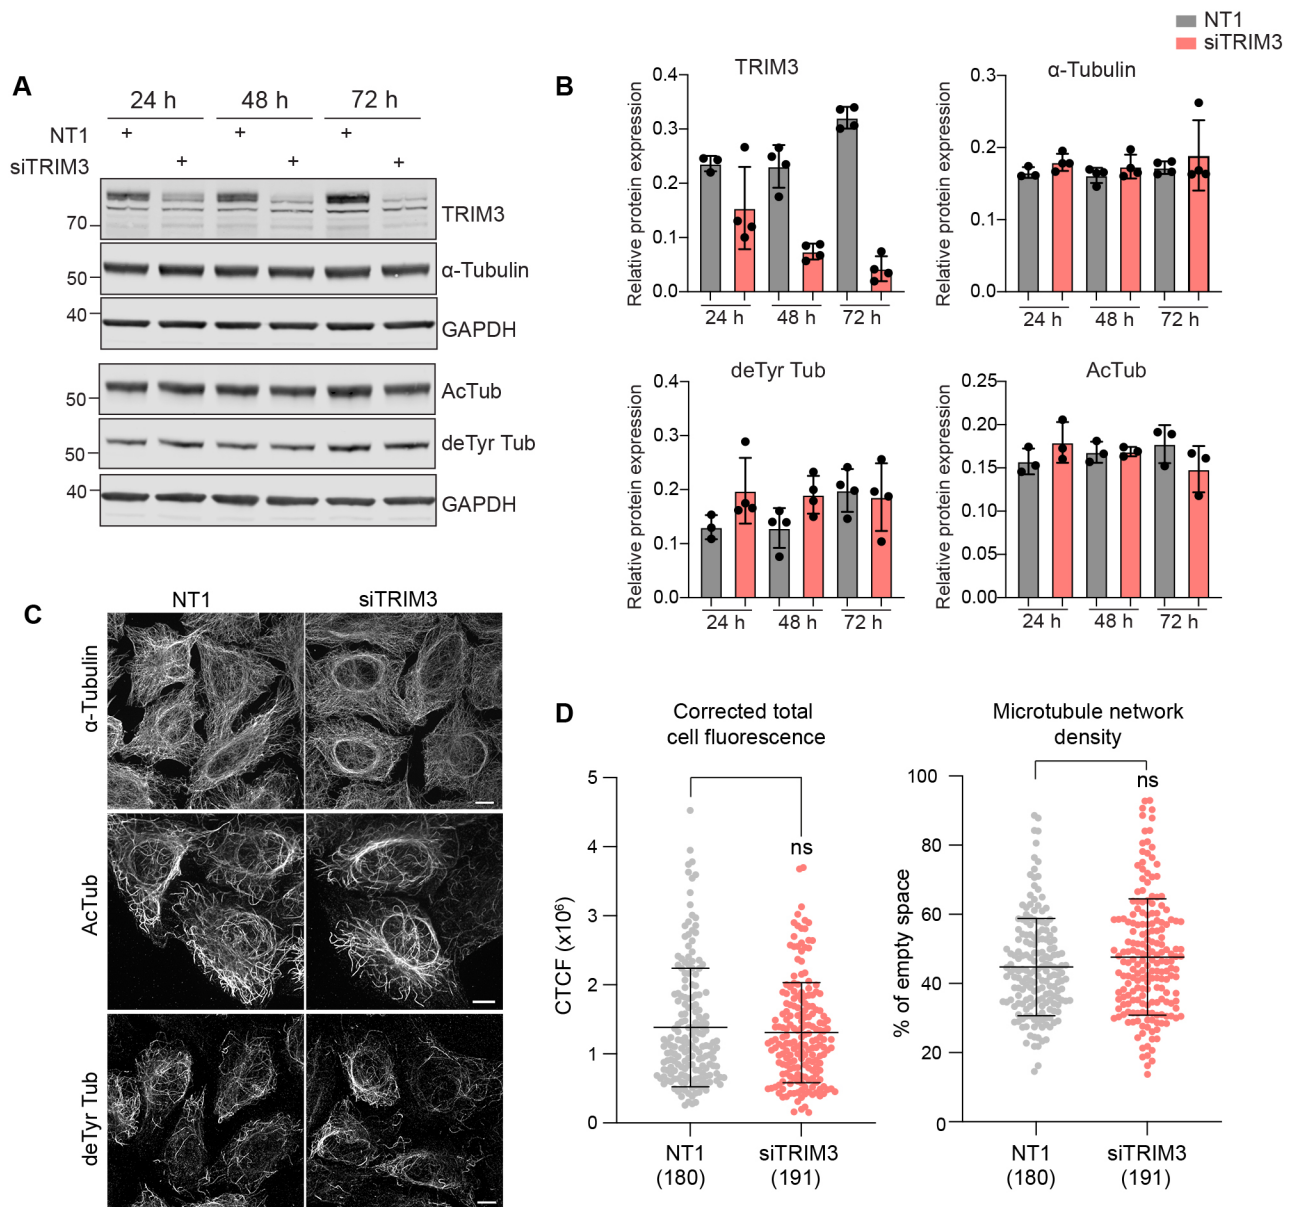 NT1
siTRIM3
A
24 h 48 h 72 h
NT1 + + +
siTRIM3 + + +
TRIM3
70
α-Tubulin
50
40
GAPDH
AcTub
50
deTyr Tub
50
40
GAPDH
B
TRIM3
Relative protein expression
0.4
0.3
0.2
0.1
0.0
24 h 48 h 72 h
α-Tubulin
Relative protein expression
0.3
0.2
0.1
0.0
24 h 48 h 72 h
deTyr Tub
Relative protein expression
0.4
0.3
0.2
0.1
0.0
24 h 48 h 72 h
AcTub
Relative protein expression
0.25
0.20
0.15
0.10
0.05
0.00
24 h 48 h 72 h
C
NT1 siTRIM3
α-Tubulin
AcTub
deTyr Tub
D
Corrected total
cell fluorescence
CTCF (x10⁶)
5
4
3
2
1
0
ns
NT1 siTRIM3
(180) (191)
Microtubule network
density
% of empty space
100
80
60
40
20
0
ns
NT1 siTRIM3
(180) (191)